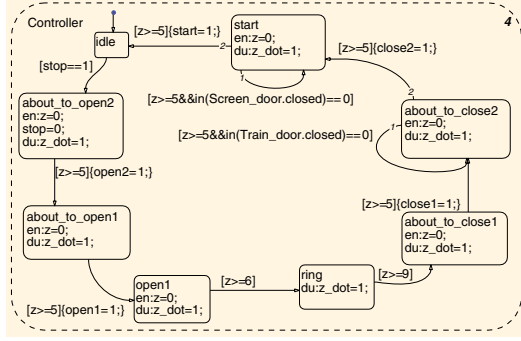 Controller
4
start
en:z=0;
du:z_dot=1;
[z>=5]{start=1;}
2
idle
[z>=5]{close2=1;}
[stop==1]
1
[z>=5&&in(Screen_door.closed)==0]
2
about_to_open2
en:z=0;
stop=0;
du:z_dot=1;
about_to_close2
en:z=0;
du:z_dot=1;
1
[z>=5&&in(Train_door.closed)==0]
[z>=5]{open2=1;}
[z>=5]{close1=1;}
about_to_open1
en:z=0;
du:z_dot=1;
about_to_close1
en:z=0;
du:z_dot=1;
open1
en:z=0;
du:z_dot=1;
[z>=6]
ring
du:z_dot=1;
[z>=9]
[z>=5]{open1=1;}